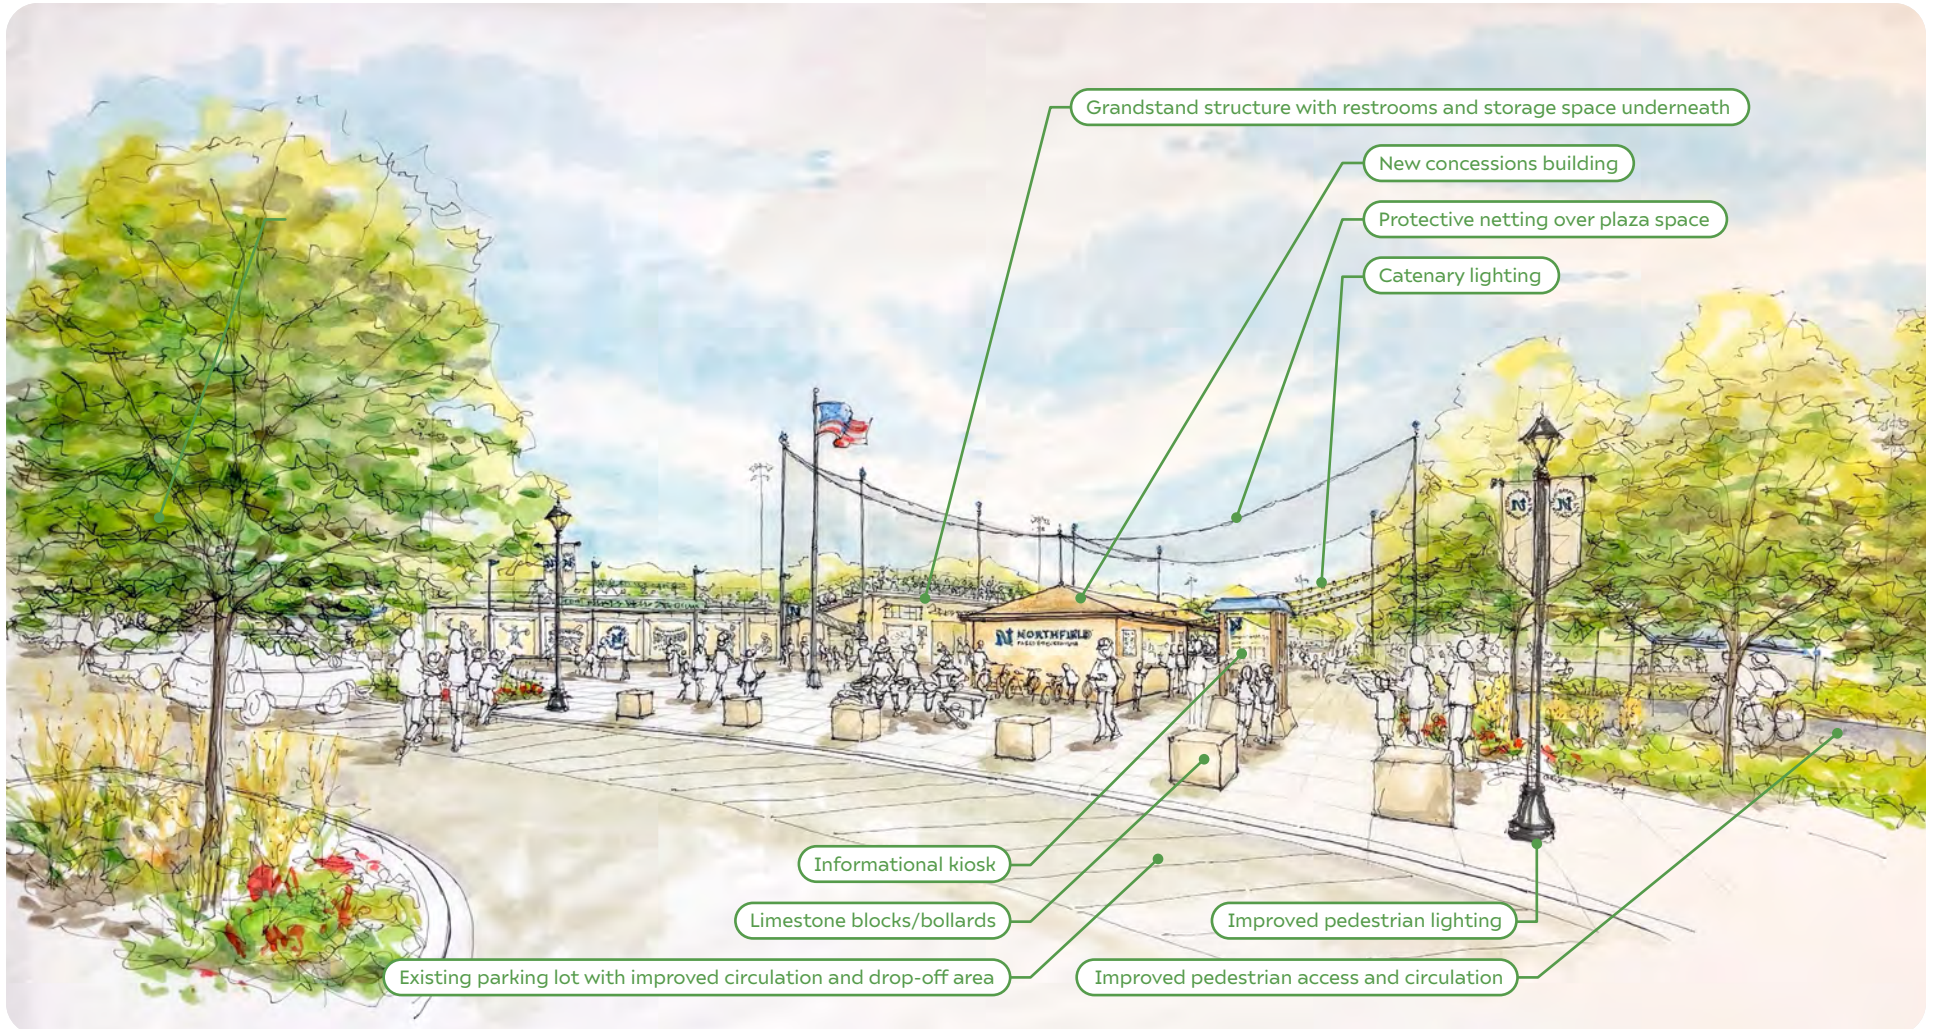 Grandstand structure with restrooms and storage space underneath
New concessions building
Protective netting over plaza space
Catenary lighting
N
N
N
N NORTHFIELD
N
Informational kiosk
Limestone blocks/bollards
Improved pedestrian lighting
Existing parking lot with improved circulation and drop-off area
Improved pedestrian access and circulation